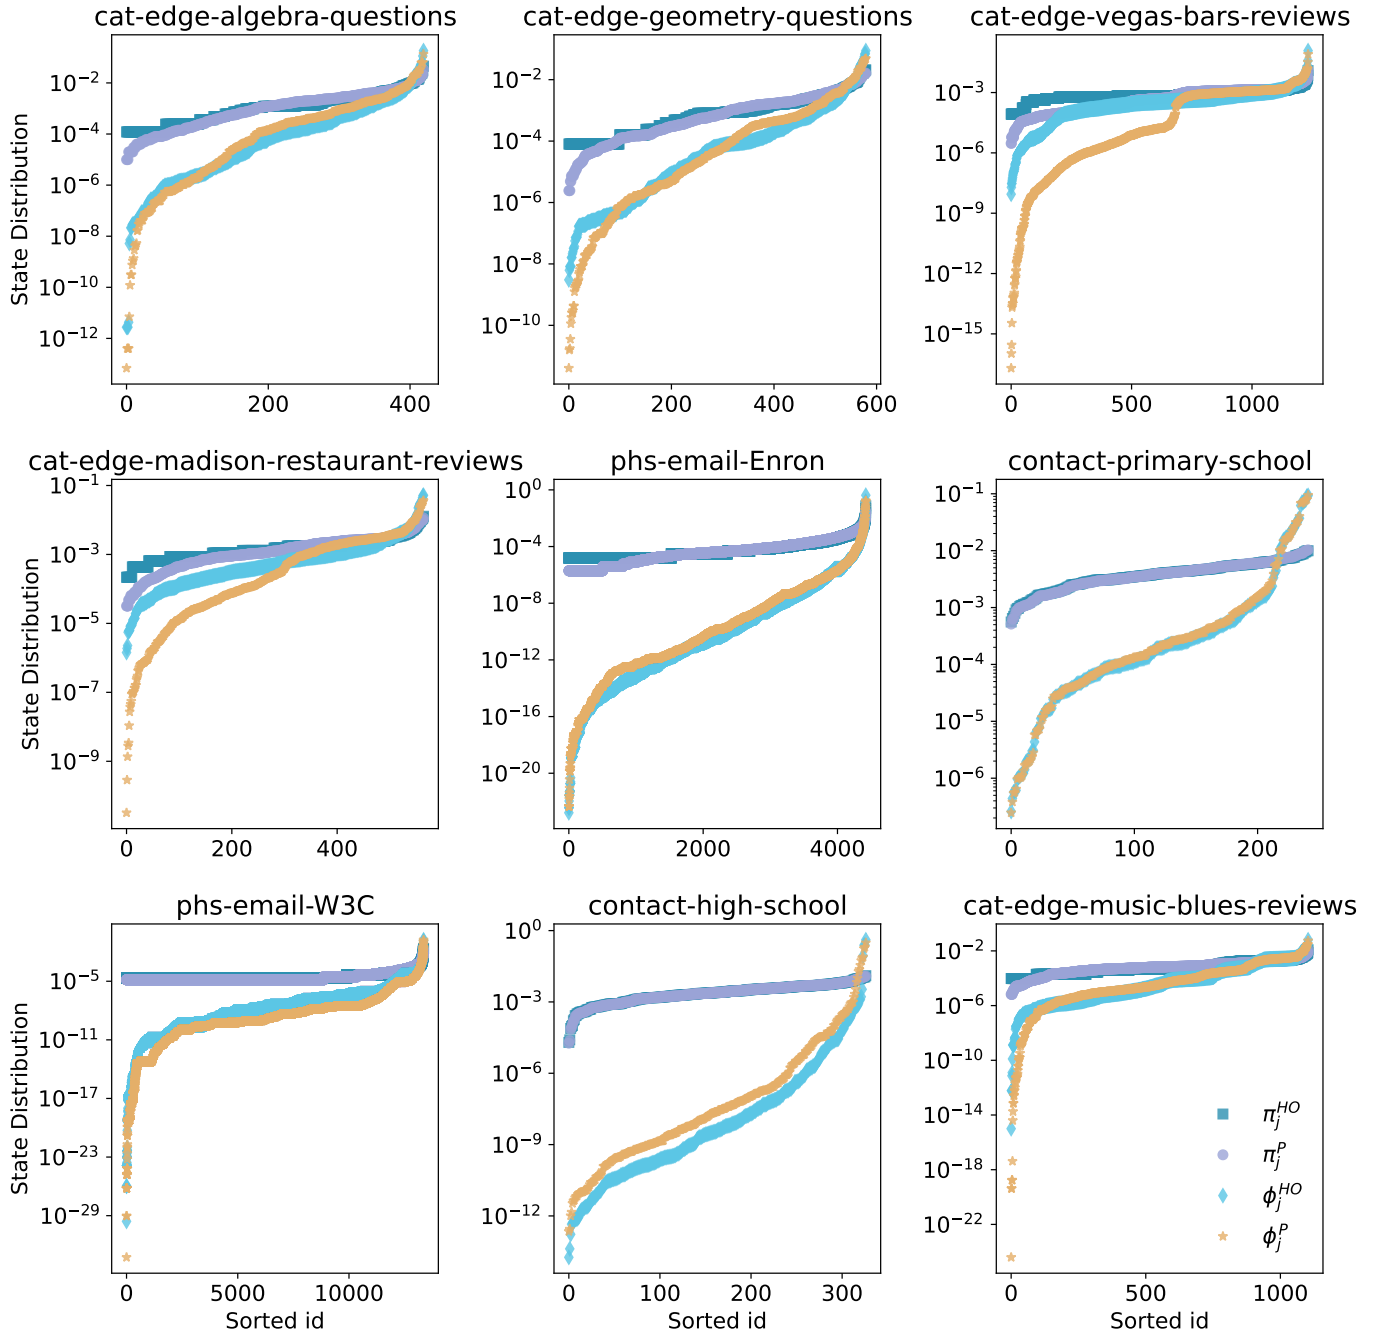 cat-edge-algebra-questions
cat-edge-geometry-questions
cat-edge-vegas-bars-reviews
State Distribution
10⁻²
10⁻⁴
10⁻⁶
10⁻⁸
10⁻¹⁰
10⁻¹²
0 200 400
10⁻²
10⁻⁴
10⁻⁶
10⁻⁸
10⁻¹⁰
0 200 400 600
10⁻³
10⁻⁶
10⁻⁹
10⁻¹²
10⁻¹⁵
0 500 1000
cat-edge-madison-restaurant-reviews
phs-email-Enron
contact-primary-school
State Distribution
10⁻¹
10⁻³
10⁻⁵
10⁻⁷
10⁻⁹
0 200 400
10⁰
10⁻⁴
10⁻⁸
10⁻¹²
10⁻¹⁶
10⁻²⁰
0 2000 4000
10⁻¹
10⁻²
10⁻³
10⁻⁴
10⁻⁵
10⁻⁶
0 100 200
phs-email-W3C
contact-high-school
cat-edge-music-blues-reviews
State Distribution
10⁻⁵
10⁻¹¹
10⁻¹⁷
10⁻²³
10⁻²⁹
0 5000 10000
Sorted id
10⁰
10⁻³
10⁻⁶
10⁻⁹
10⁻¹²
0 100 200 300
Sorted id
10⁻²
10⁻⁶
10⁻¹⁰
10⁻¹⁴
10⁻¹⁸
10⁻²²
π_j^HO
π_j^P
ϕ_j^HO
ϕ_j^P
0 500 1000
Sorted id